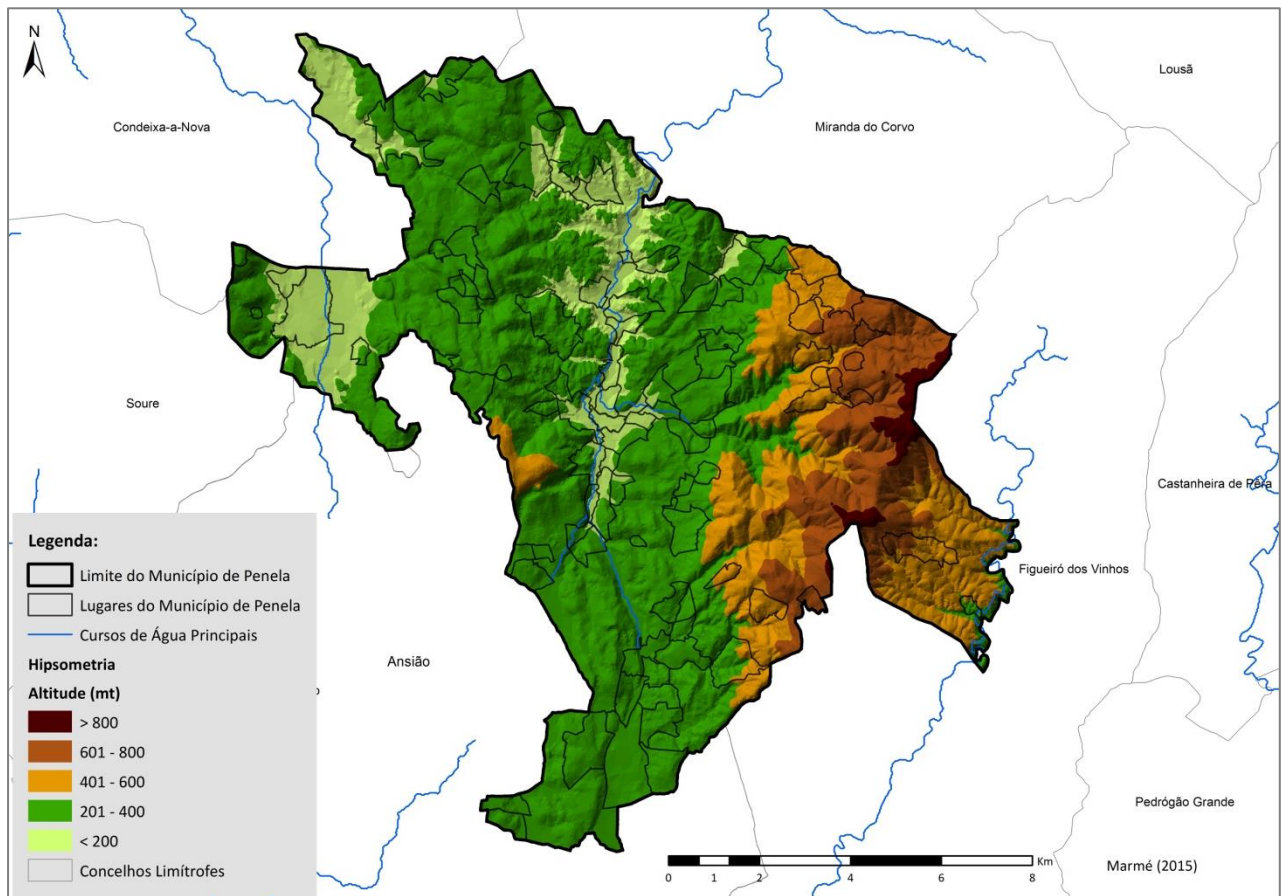 N
Lousã
Condeixa-a-Nova
Miranda do Corvo
Soure
Castanheira de Pêra
Figueiró dos Vinhos
Ansião
Pedrógão Grande
Legenda:
Limite do Município de Penela
Lugares do Município de Penela
Cursos de Água Principais
Hipsometria
Altitude (mt)
> 800
601 - 800
401 - 600
201 - 400
< 200
Concelhos Limítrofes
Km
0 1 2 4 6 8
Marmé (2015)